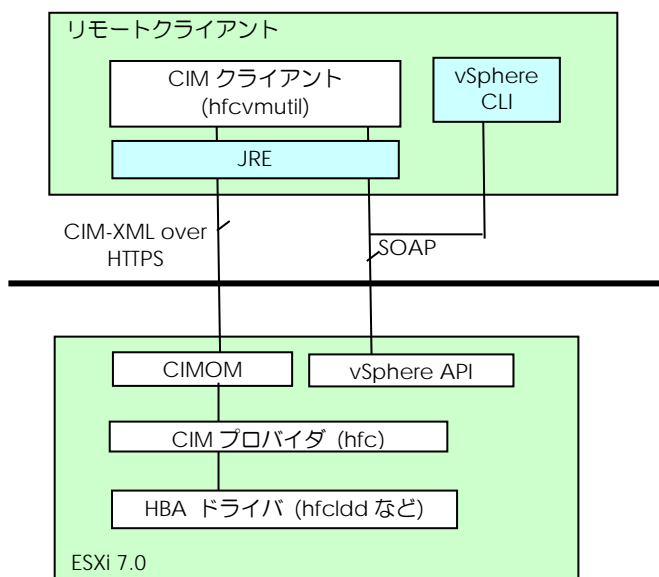 リモートクライアント
CIM クライアント
(hfcvmutil)
vSphere
CLI
JRE
CIM-XML over
HTTPS
SOAP
CIMOM
vSphere API
CIM プロバイダ (hfc)
HBA ドライバ (hfcldd など)
ESXi 7.0